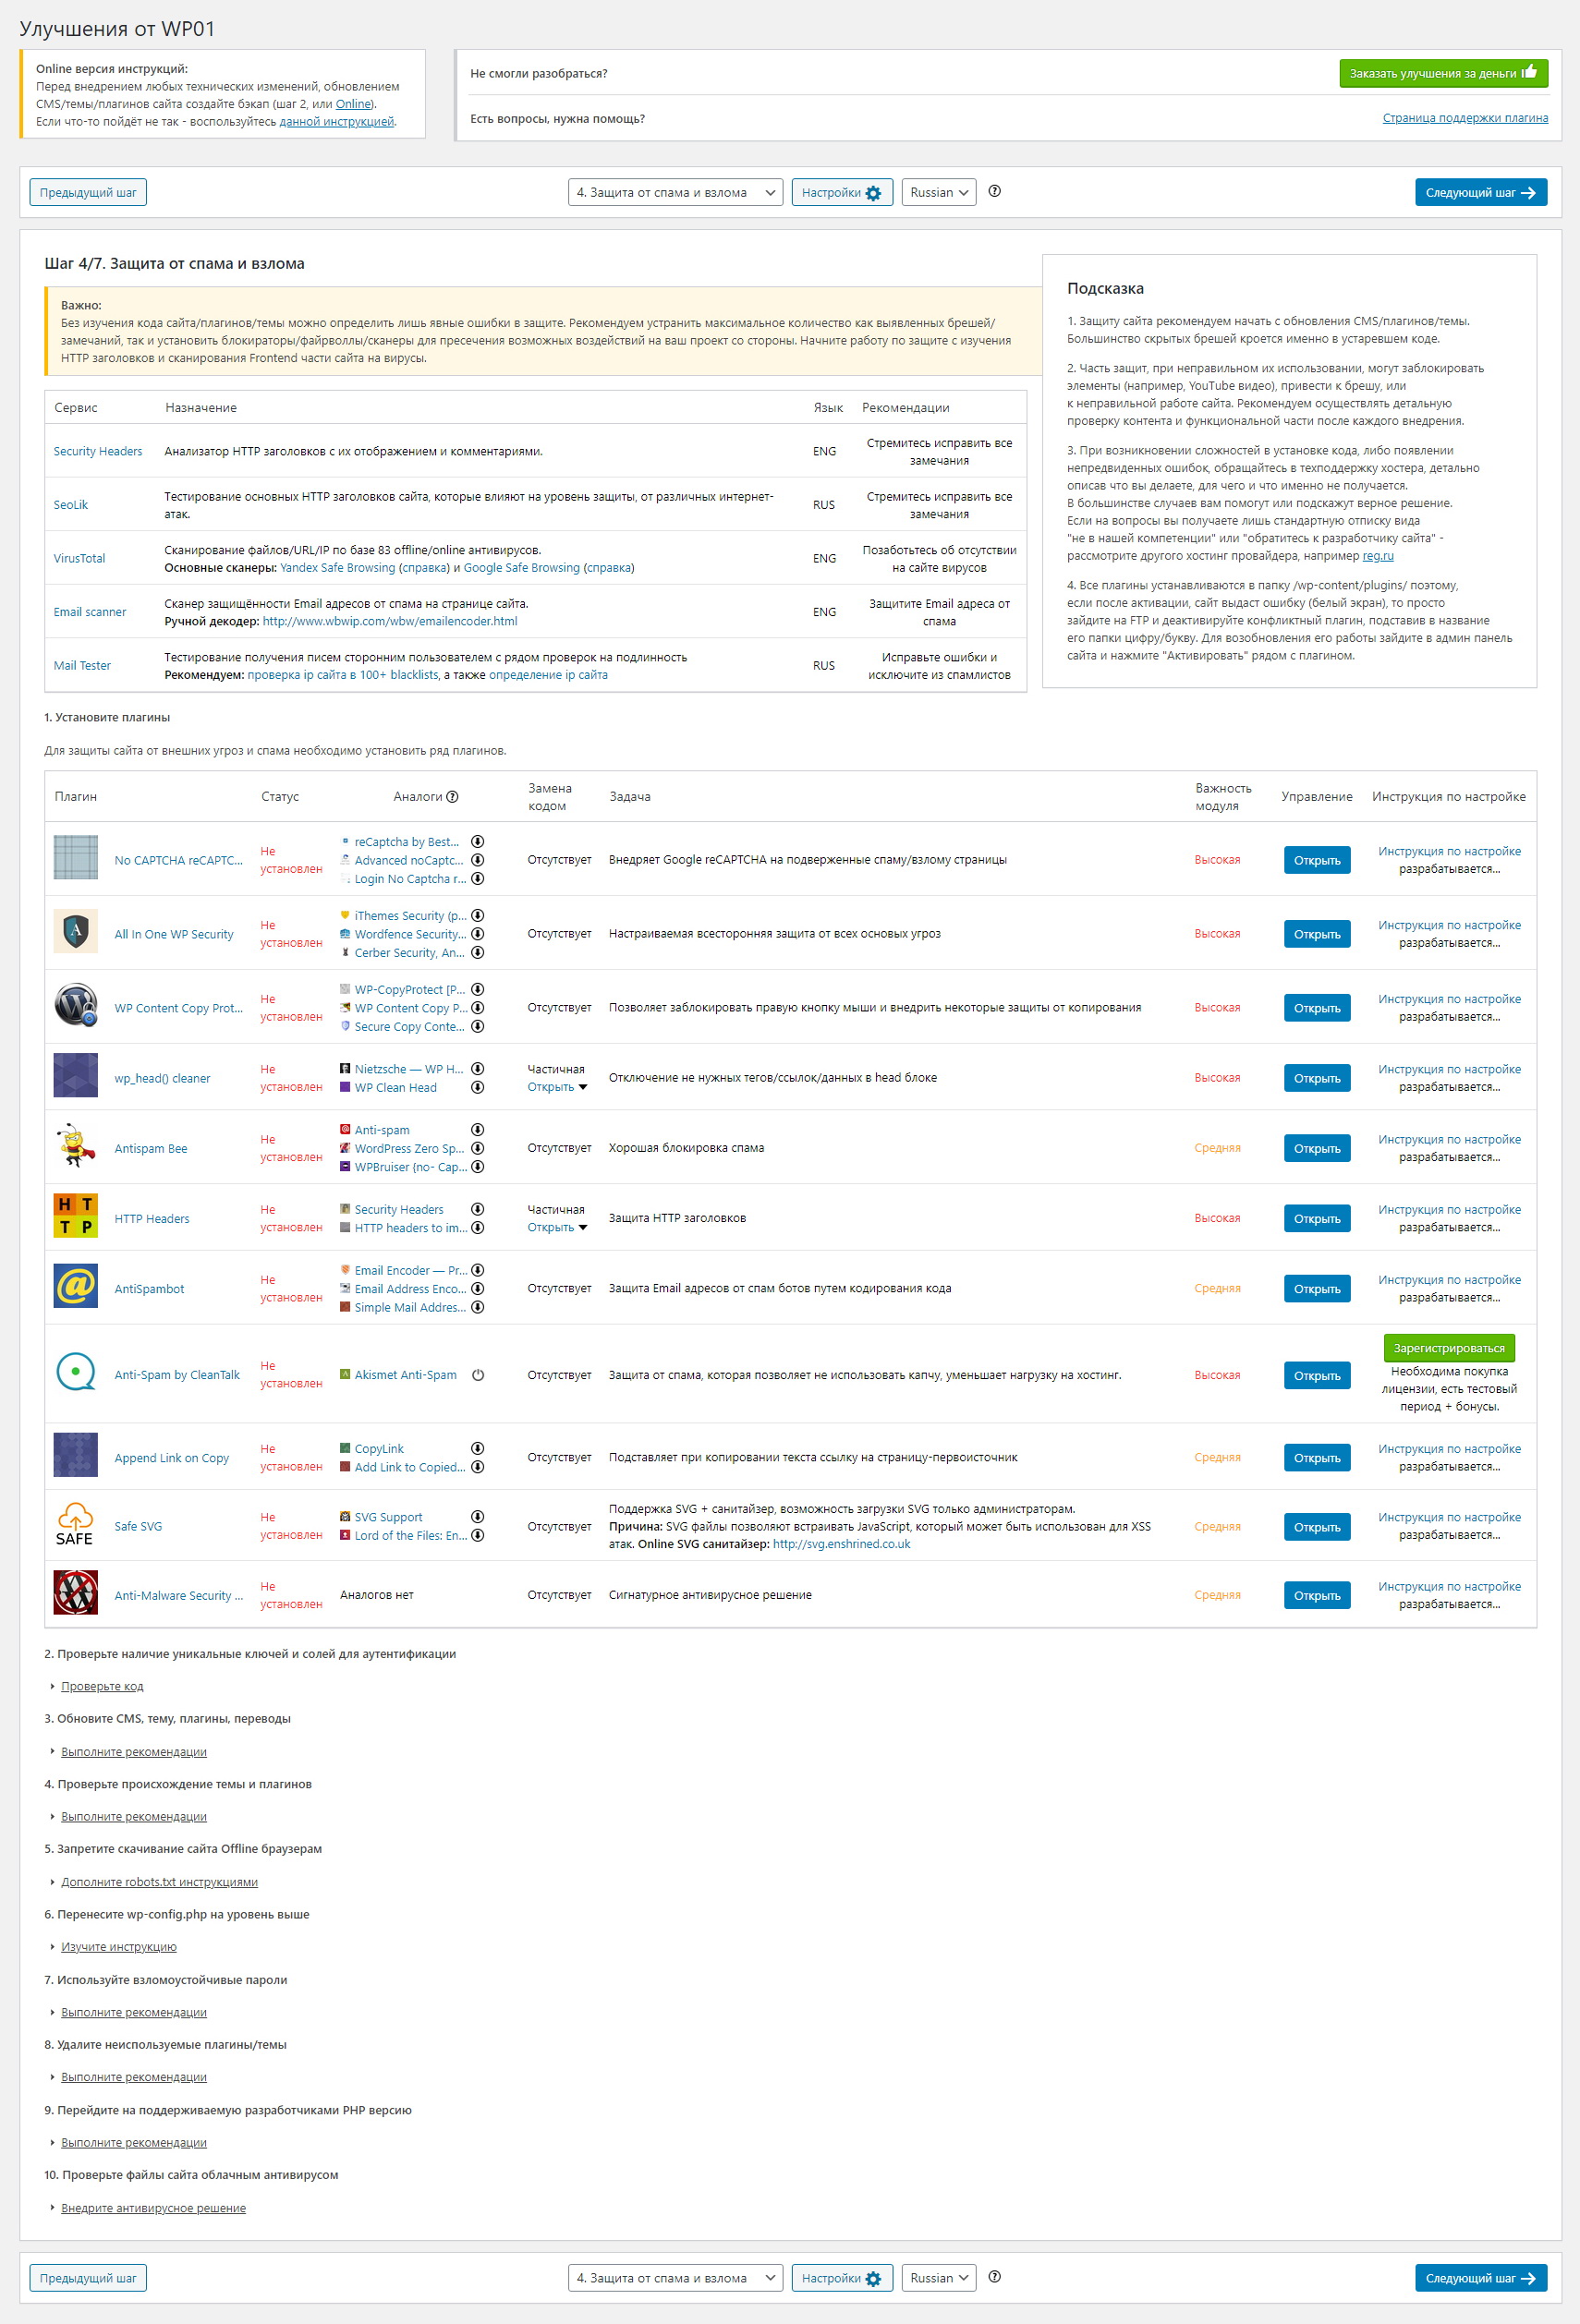 Улучшения от WP01
Online версия инструкций:
Перед внедрением любых технических изменений, обновлением
CMS/темы/плагинов сайта создайте бэкап (шаг 2, или Online).
Если что-то пойдёт не так - воспользуйтесь данной инструкцией.
Не смогли разобраться?
Заказать улучшения за деньги
Есть вопросы, нужна помощь?
Страница поддержки плагина
Предыдущий шаг
4. Защита от спама и взлома
Настройки
Russian
Следующий шаг
Шаг 4/7. Защита от спама и взлома
Важно:
Без изучения кода сайта/плагинов/темы можно определить лишь явные ошибки в защите. Рекомендуем устранить максимальное количество как выявленных брешей/
замечаний, так и установить блокираторы/файрволлы/сканеры для пресечения возможных воздействий на ваш проект со стороны. Начните работу по защите с изучения
HTTP заголовков и сканирования Frontend части сайта на вирусы.
Сервис Назначение Язык Рекомендации
Security Headers Анализатор HTTP заголовков с их отображением и комментариями. ENG Стремитесь исправить все
замечания
SeoLik Тестирование основных HTTP заголовков сайта, которые влияют на уровень защиты, от различных интернет-
атак. RUS Стремитесь исправить все
замечания
VirusTotal Сканирование файлов/URL/IP по базе 83 offline/online антивирусов.
Основные сканеры: Yandex Safe Browsing (справка) и Google Safe Browsing (справка) ENG Позаботьтесь об отсутствии
на сайте вирусов
Email scanner Сканер защищённости Email адресов от спама на странице сайта.
Ручной декодер: http://www.wbwip.com/wbw/emailencoder.html ENG Защитите Email адреса от
спама
Mail Tester Тестирование получения писем сторонним пользователем с рядом проверок на подлинность
Рекомендуем: проверка ip сайта в 100+ blacklists, а также определение ip сайта RUS Исправьте ошибки и
исключите из спамлистов
Подсказка
1. Защиту сайта рекомендуем начать с обновления CMS/плагинов/темы.
Большинство скрытых брешей кроется именно в устаревшем коде.
2. Часть защит, при неправильном их использовании, могут заблокировать
элементы (например, YouTube видео), привести к брешу, или
к неправильной работе сайта. Рекомендуем осуществлять детальную
проверку контента и функциональной части после каждого внедрения.
3. При возникновении сложностей в установке кода, либо появлении
непредвиденных ошибок, обращайтесь в техподдержку хостера, детально
описав что вы делаете, для чего и что именно не получается.
В большинстве случаев вам помогут или подскажут верное решение.
Если на вопросы вы получаете лишь стандартную отписку вида
"не в нашей компетенции" или "обратитесь к разработчику сайта" -
рассмотрите другого хостинг провайдера, например reg.ru
4. Все плагины устанавливаются в папку /wp-content/plugins/ поэтому,
если после активации, сайт выдаст ошибку (белый экран), то просто
зайдите на FTP и деактивируйте конфликтный плагин, подставив в название
его папки цифру/букву. Для возобновления его работы зайдите в админ панель
сайта и нажмите "Активировать" рядом с плагином.
1. Установите плагины
Для защиты сайта от внешних угроз и спама необходимо установить ряд плагинов.
Плагин Статус Аналоги Замена
кодом Задача Важность
модуля Управление Инструкция по настройке
No CAPTCHA reCAPTC... Не
установлен reCaptcha by Best...
Advanced noCaptc...
Login No Captcha r... Отсутствует Внедряет Google reCAPTCHA на подверженные спаму/взлому страницы Высокая Открыть Инструкция по настройке
разрабатывается...
A All In One WP Security Не
установлен iThemes Security (p...
Wordfence Security...
Cerber Security, An... Отсутствует Настраиваемая всесторонняя защита от всех основых угроз Высокая Открыть Инструкция по настройке
разрабатывается...
WP Content Copy Prot... Не
установлен WP-CopyProtect [P...
WP Content Copy P...
Secure Copy Conte... Отсутствует Позволяет заблокировать правую кнопку мыши и внедрить некоторые защиты от копирования Высокая Открыть Инструкция по настройке
разрабатывается...
wp_head() cleaner Не
установлен Nietzsche — WP H...
WP Clean Head Частичная
Открыть Отключение не нужных тегов/ссылок/данных в head блоке Высокая Открыть Инструкция по настройке
разрабатывается...
Antispam Bee Не
установлен Anti-spam
WordPress Zero Sp...
WPBruiser {no- Cap... Отсутствует Хорошая блокировка спама Средняя Открыть Инструкция по настройке
разрабатывается...
HT
TP
HTTP Headers Не
установлен Security Headers
HTTP headers to im... Частичная
Открыть Защита HTTP заголовков Высокая Открыть Инструкция по настройке
разрабатывается...
@ AntiSpambot Не
установлен Email Encoder — Pr...
Email Address Enco...
Simple Mail Addres... Отсутствует Защита Email адресов от спам ботов путем кодирования кода Средняя Открыть Инструкция по настройке
разрабатывается...
Anti-Spam by CleanTalk Не
установлен Akismet Anti-Spam Отсутствует Защита от спама, которая позволяет не использовать капчу, уменьшает нагрузку на хостинг. Высокая Открыть Зарегистрироваться
Необходима покупка
лицензии, есть тестовый
период + бонусы.
Append Link on Copy Не
установлен CopyLink
Add Link to Copied... Отсутствует Подставляет при копировании текста ссылку на страницу-первоисточник Средняя Открыть Инструкция по настройке
разрабатывается...
SAFE Safe SVG Не
установлен SVG Support
Lord of the Files: En... Отсутствует Поддержка SVG + санитайзер, возможность загрузки SVG только администраторам.
Причина: SVG файлы позволяют встраивать JavaScript, который может быть использован для XSS
атак. Online SVG санитайзер: http://svg.enshrined.co.uk Средняя Открыть Инструкция по настройке
разрабатывается...
Anti-Malware Security ... Не
установлен Аналогов нет Отсутствует Сигнатурное антивирусное решение Средняя Открыть Инструкция по настройке
разрабатывается...
2. Проверьте наличие уникальные ключей и солей для аутентификации
Проверьте код
3. Обновите CMS, тему, плагины, переводы
Выполните рекомендации
4. Проверьте происхождение темы и плагинов
Выполните рекомендации
5. Запретите скачивание сайта Offline браузерам
Дополните robots.txt инструкциями
6. Перенесите wp-config.php на уровень выше
Изучите инструкцию
7. Используйте взломоустойчивые пароли
Выполните рекомендации
8. Удалите неиспользуемые плагины/темы
Выполните рекомендации
9. Перейдите на поддерживаемую разработчиками PHP версию
Выполните рекомендации
10. Проверьте файлы сайта облачным антивирусом
Внедрите антивирусное решение
Предыдущий шаг
4. Защита от спама и взлома
Настройки
Russian
Следующий шаг